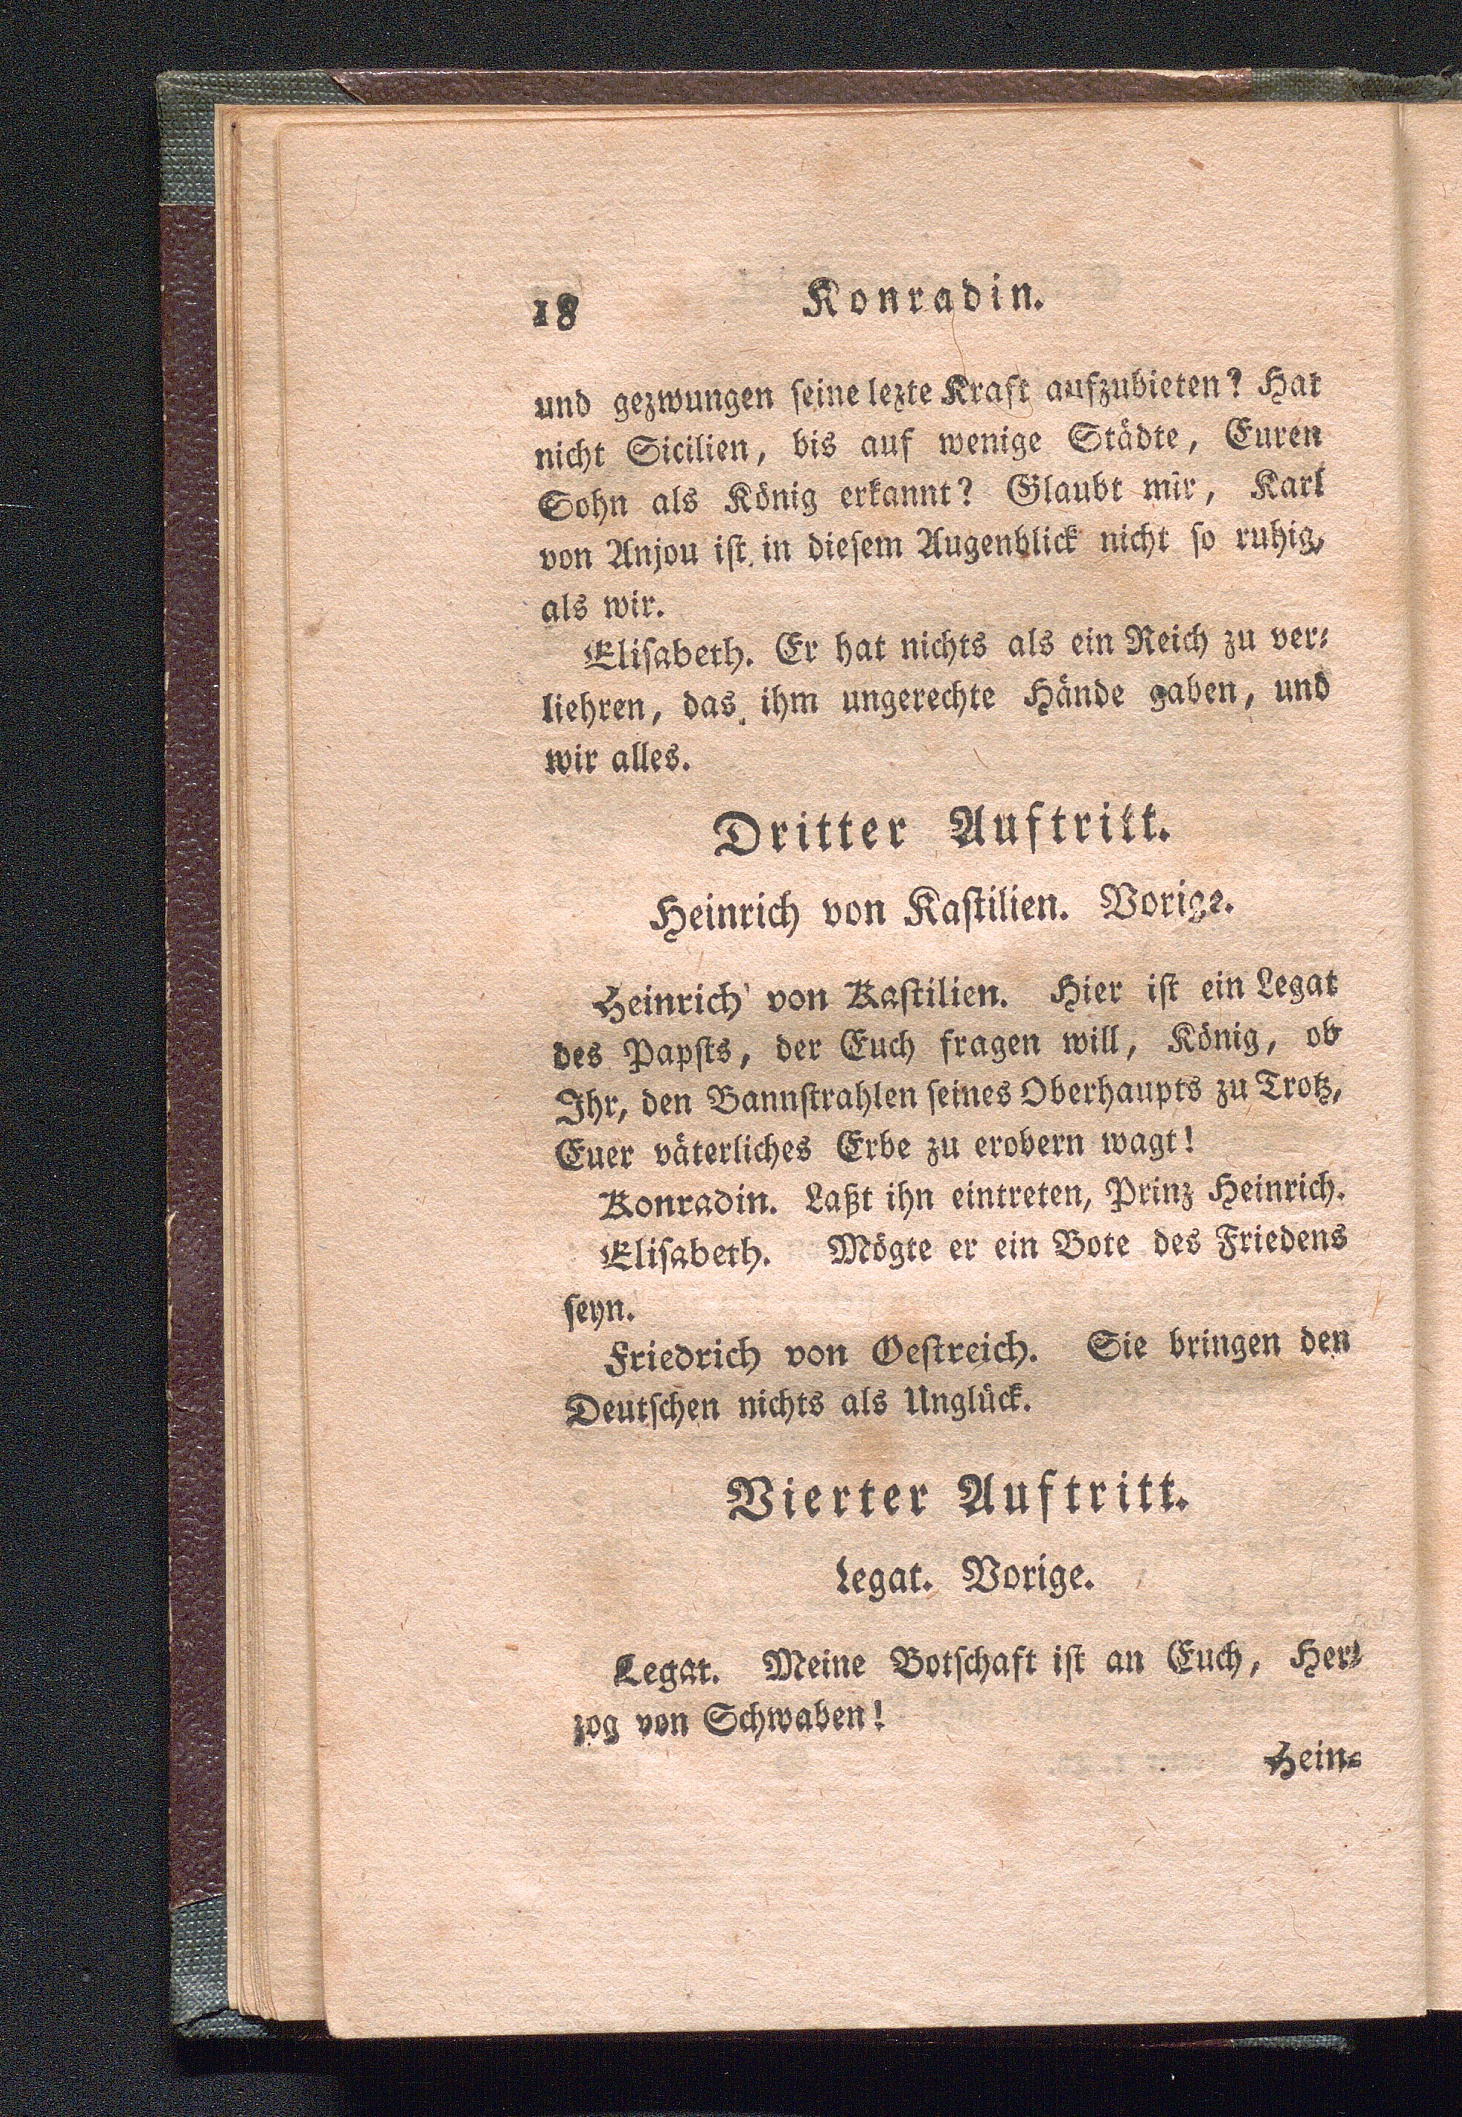 18 Konradin.
und gezwungen ſeine lezte Kraft aufzubieten? Hat
nicht Sicilien, bis auf wenige Städte, Euren
Sohn als König erkannt? Glaubt mir, Karl
von Anjou iſt in dieſem Augenblick nicht ſo ruhig,
als wir.
Eliſabeth. Er hat nichts als ein Reich zu ver⸗
liehren, das ihm ungerechte Hände gaben, und
wir alles.
Dritter Auftritt.
Heinrich von Kaſtilien. Vorige.
Heinrich von Kaſtilien. Hier iſt ein Legat
des Papſts, der Euch fragen will, König, ob
Ihr, den Bannſtrahlen ſeines Oberhaupts zu Trotz,
Euer väterliches Erbe zu erobern wagt!
Konradin. Laßt ihn eintreten, Prinz Heinrich.
Eliſabeth. Mögte er ein Bote des Friedens
ſeyn.
Friedrich von Oeſtreich. Sie bringen den
Deutſchen nichts als Unglück.
Vierter Auftritt.
Legat. Vorige.
Legat. Meine Botſchaft iſt an Euch, Her⸗
zog von Schwaben!
Hein⸗